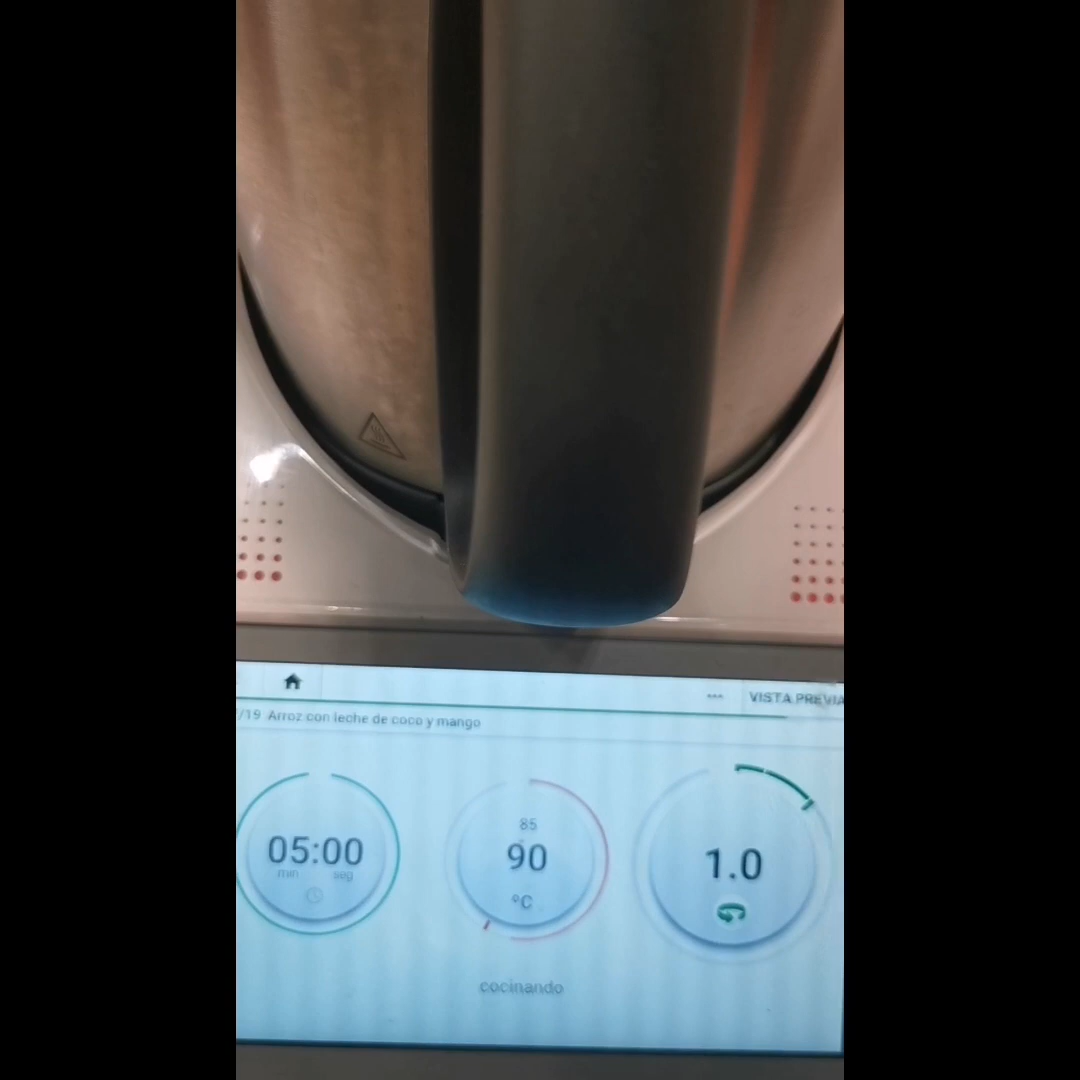 VISTA PREVIA
/19 Arroz con leche de coco y mango
05:00
min seg
85
90
°C
1.0
cocinando